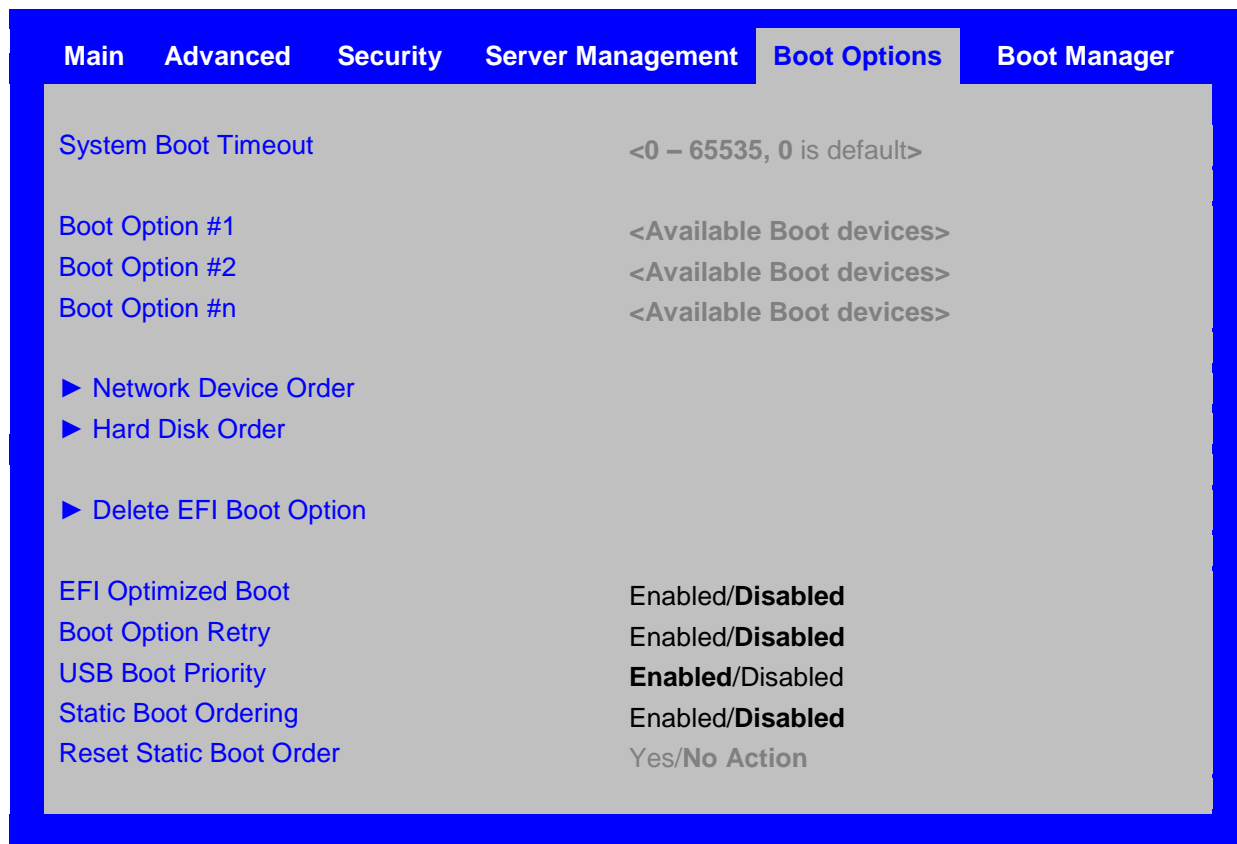 Main Advanced Security Server Management Boot Options Boot Manager
System Boot Timeout <0 – 65535, 0 is default>
Boot Option #1 <Available Boot devices>
Boot Option #2 <Available Boot devices>
Boot Option #n <Available Boot devices>
► Network Device Order
► Hard Disk Order
► Delete EFI Boot Option
EFI Optimized Boot Enabled/Disabled
Boot Option Retry Enabled/Disabled
USB Boot Priority Enabled/Disabled
Static Boot Ordering Enabled/Disabled
Reset Static Boot Order Yes/No Action